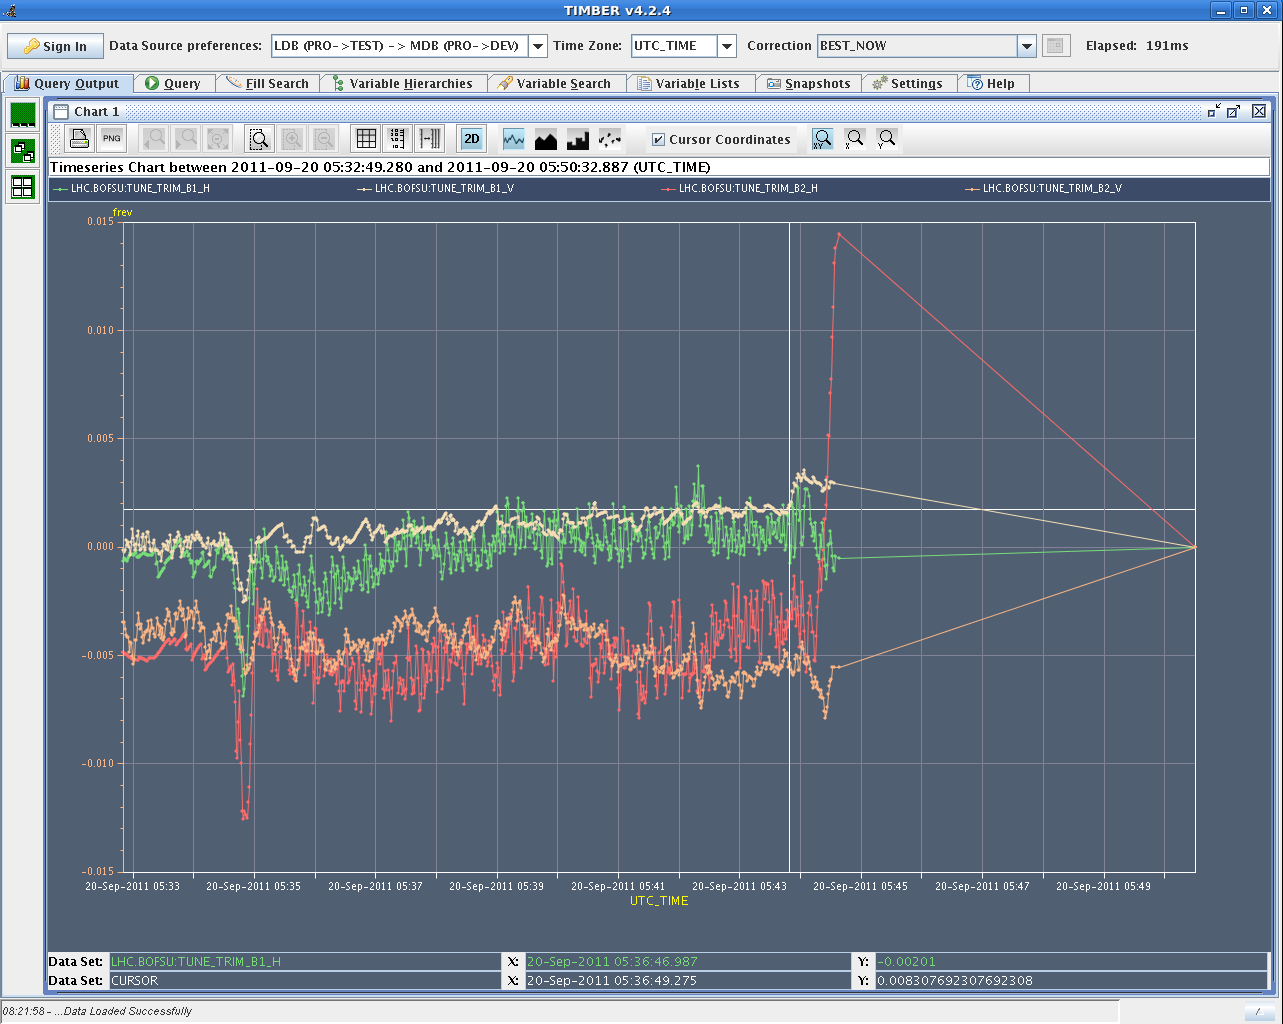 TIMBER v4.2.4
Sign In Data Source preferences: LDB (PRO->TEST) -> MDB (PRO->DEV) Time Zone: UTC_TIME Correction BEST_NOW Elapsed: 191ms
Query Output Query Fill Search Variable Hierarchies Variable Search Variable Lists Snapshots Settings Help
Chart 1
PNG 2D Cursor Coordinates XY X Y
Timeseries Chart between 2011-09-20 05:32:49.280 and 2011-09-20 05:50:32.887 (UTC_TIME)
LHC.BOFSU:TUNE_TRIM_B1_H LHC.BOFSU:TUNE_TRIM_B1_V LHC.BOFSU:TUNE_TRIM_B2_H LHC.BOFSU:TUNE_TRIM_B2_V
frev
0.015
0.010
0.005
0.000
-0.005
-0.010
-0.015
20-Sep-2011 05:33 20-Sep-2011 05:35 20-Sep-2011 05:37 20-Sep-2011 05:39 20-Sep-2011 05:41 20-Sep-2011 05:43 20-Sep-2011 05:45 20-Sep-2011 05:47 20-Sep-2011 05:49
UTC_TIME
Data Set: LHC.BOFSU:TUNE_TRIM_B1_H X: 20-Sep-2011 05:36:46.987 Y: -0.00201
Data Set: CURSOR X: 20-Sep-2011 05:36:49.275 Y: 0.008307692307692308
08:21:58 - ...Data Loaded Successfully